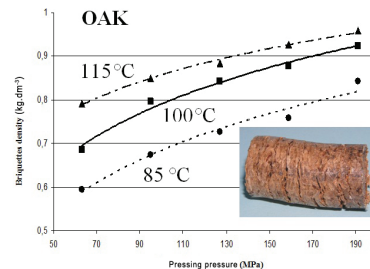 OAK
1
0,9
0,8
0,7
0,6
0,5
115°C
100°C
85 °C
Briquettes density (kg.dm⁻³)
50 70 90 110 130 150 170 190
Pressing pressure (MPa)